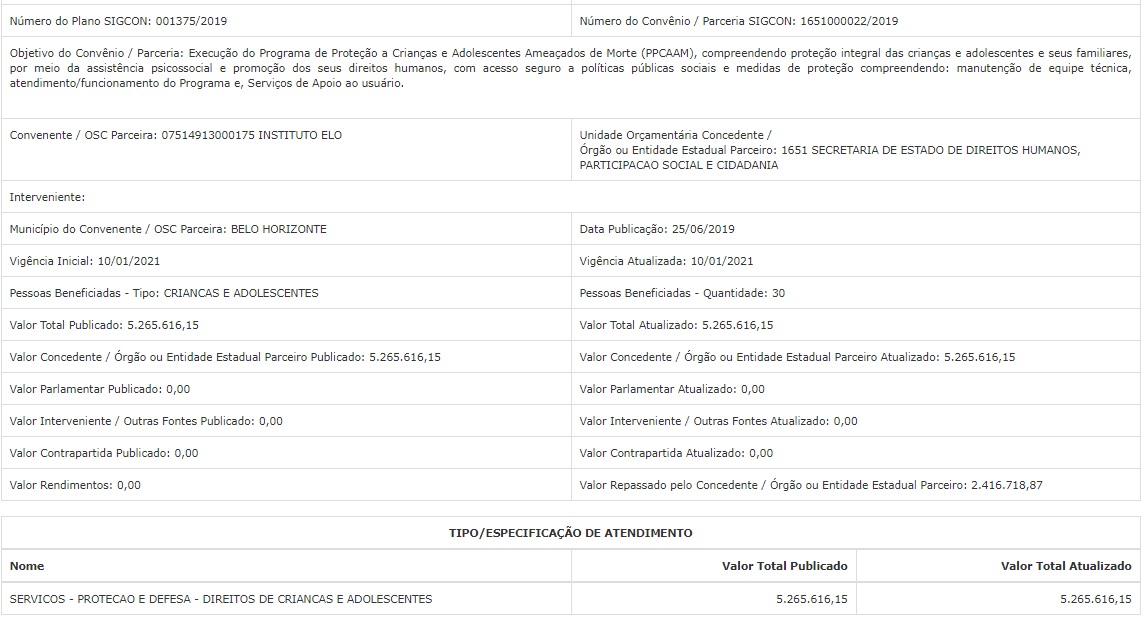 Número do Plano SIGCON: 001375/2019
Número do Convênio / Parceria SIGCON: 1651000022/2019
Objetivo do Convênio / Parceria: Execução do Programa de Proteção a Crianças e Adolescentes Ameaçados de Morte (PPCAAM), compreendendo proteção integral das crianças e adolescentes e seus familiares,
por meio da assistência psicossocial e promoção dos seus direitos humanos, com acesso seguro a políticas públicas sociais e medidas de proteção compreendendo: manutenção de equipe técnica,
atendimento/funcionamento do Programa e, Serviços de Apoio ao usuário.
Convenente / OSC Parceira: 07514913000175 INSTITUTO ELO
Unidade Orçamentária Concedente /
Órgão ou Entidade Estadual Parceiro: 1651 SECRETARIA DE ESTADO DE DIREITOS HUMANOS,
PARTICIPACAO SOCIAL E CIDADANIA
Interveniente:
Município do Convenente / OSC Parceira: BELO HORIZONTE
Data Publicação: 25/06/2019
Vigência Inicial: 10/01/2021
Vigência Atualizada: 10/01/2021
Pessoas Beneficiadas - Tipo: CRIANCAS E ADOLESCENTES
Pessoas Beneficiadas - Quantidade: 30
Valor Total Publicado: 5.265.616,15
Valor Total Atualizado: 5.265.616,15
Valor Concedente / Órgão ou Entidade Estadual Parceiro Publicado: 5.265.616,15
Valor Concedente / Órgão ou Entidade Estadual Parceiro Atualizado: 5.265.616,15
Valor Parlamentar Publicado: 0,00
Valor Parlamentar Atualizado: 0,00
Valor Interveniente / Outras Fontes Publicado: 0,00
Valor Interveniente / Outras Fontes Atualizado: 0,00
Valor Contrapartida Publicado: 0,00
Valor Contrapartida Atualizado: 0,00
Valor Rendimentos: 0,00
Valor Repassado pelo Concedente / Órgão ou Entidade Estadual Parceiro: 2.416.718,87
TIPO/ESPECIFICAÇÃO DE ATENDIMENTO
Nome
Valor Total Publicado
Valor Total Atualizado
SERVICOS - PROTECAO E DEFESA - DIREITOS DE CRIANCAS E ADOLESCENTES
5.265.616,15
5.265.616,15